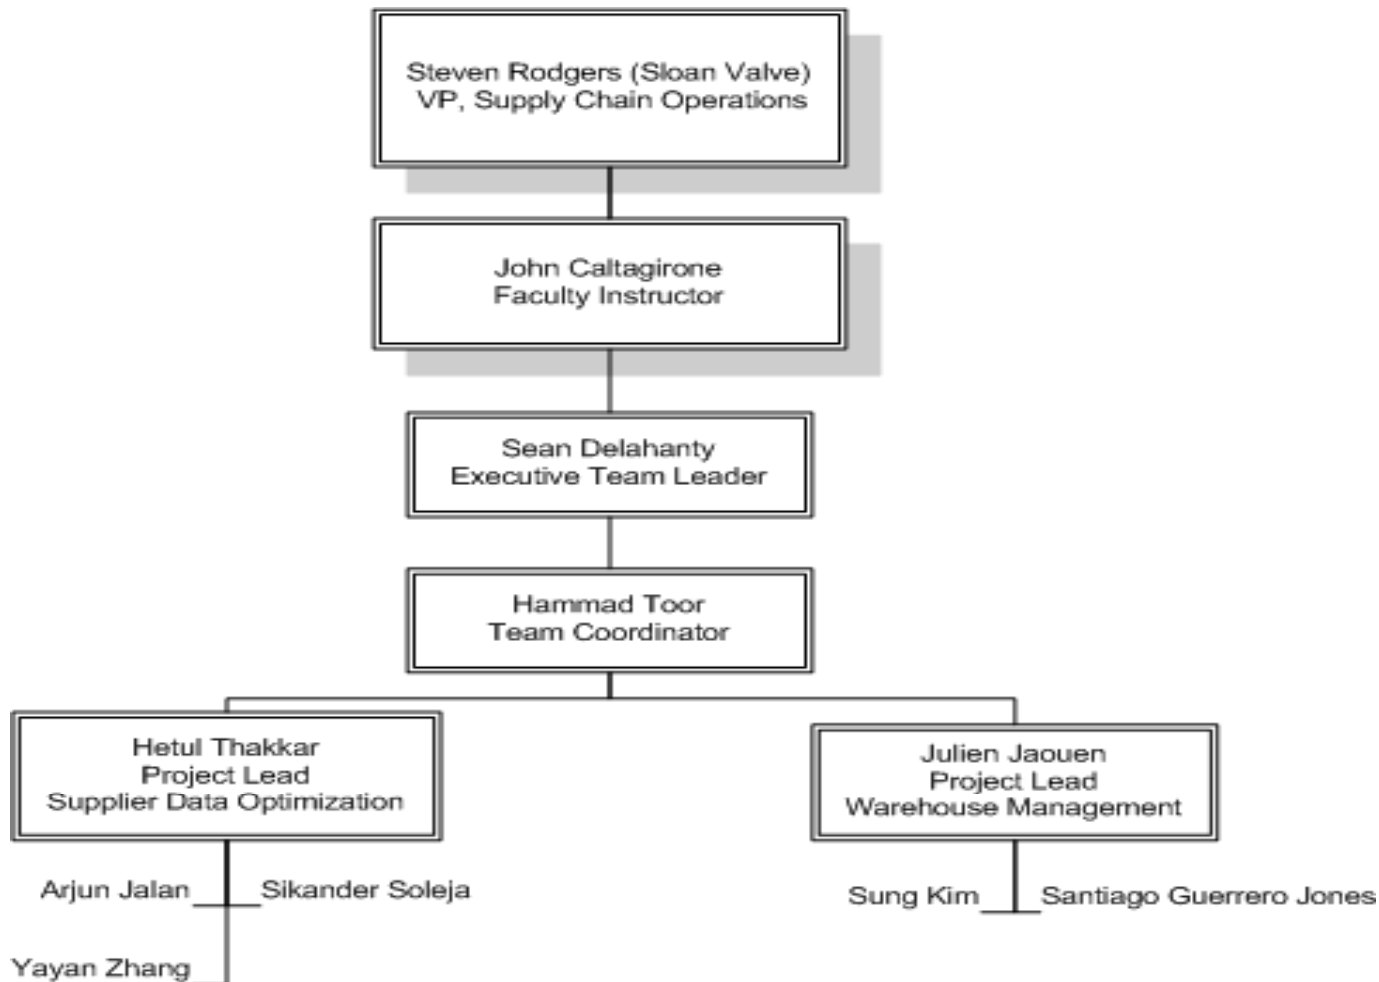 Steven Rodgers (Sloan Valve)
VP, Supply Chain Operations
John Caltagirone
Faculty Instructor
Sean Delahanty
Executive Team Leader
Hammad Toor
Team Coordinator
Hetul Thakkar
Project Lead
Supplier Data Optimization
Julien Jaouen
Project Lead
Warehouse Management
Arjun Jalan
Sikander Soleja
Yayan Zhang
Sung Kim
Santiago Guerrero Jones